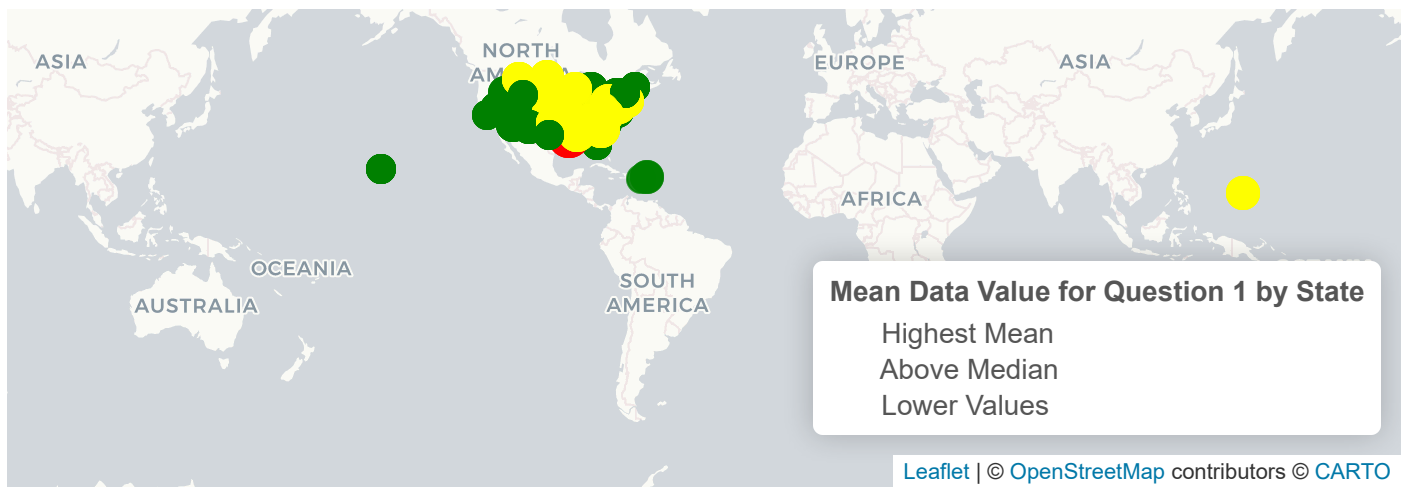 NORTH
AMERICA
ASIA
EUROPE
ASIA
AFRICA
OCEANIA
AUSTRALIA
SOUTH
AMERICA
Mean Data Value for Question 1 by State
Highest Mean
Above Median
Lower Values
Leaflet | © OpenStreetMap contributors © CARTO